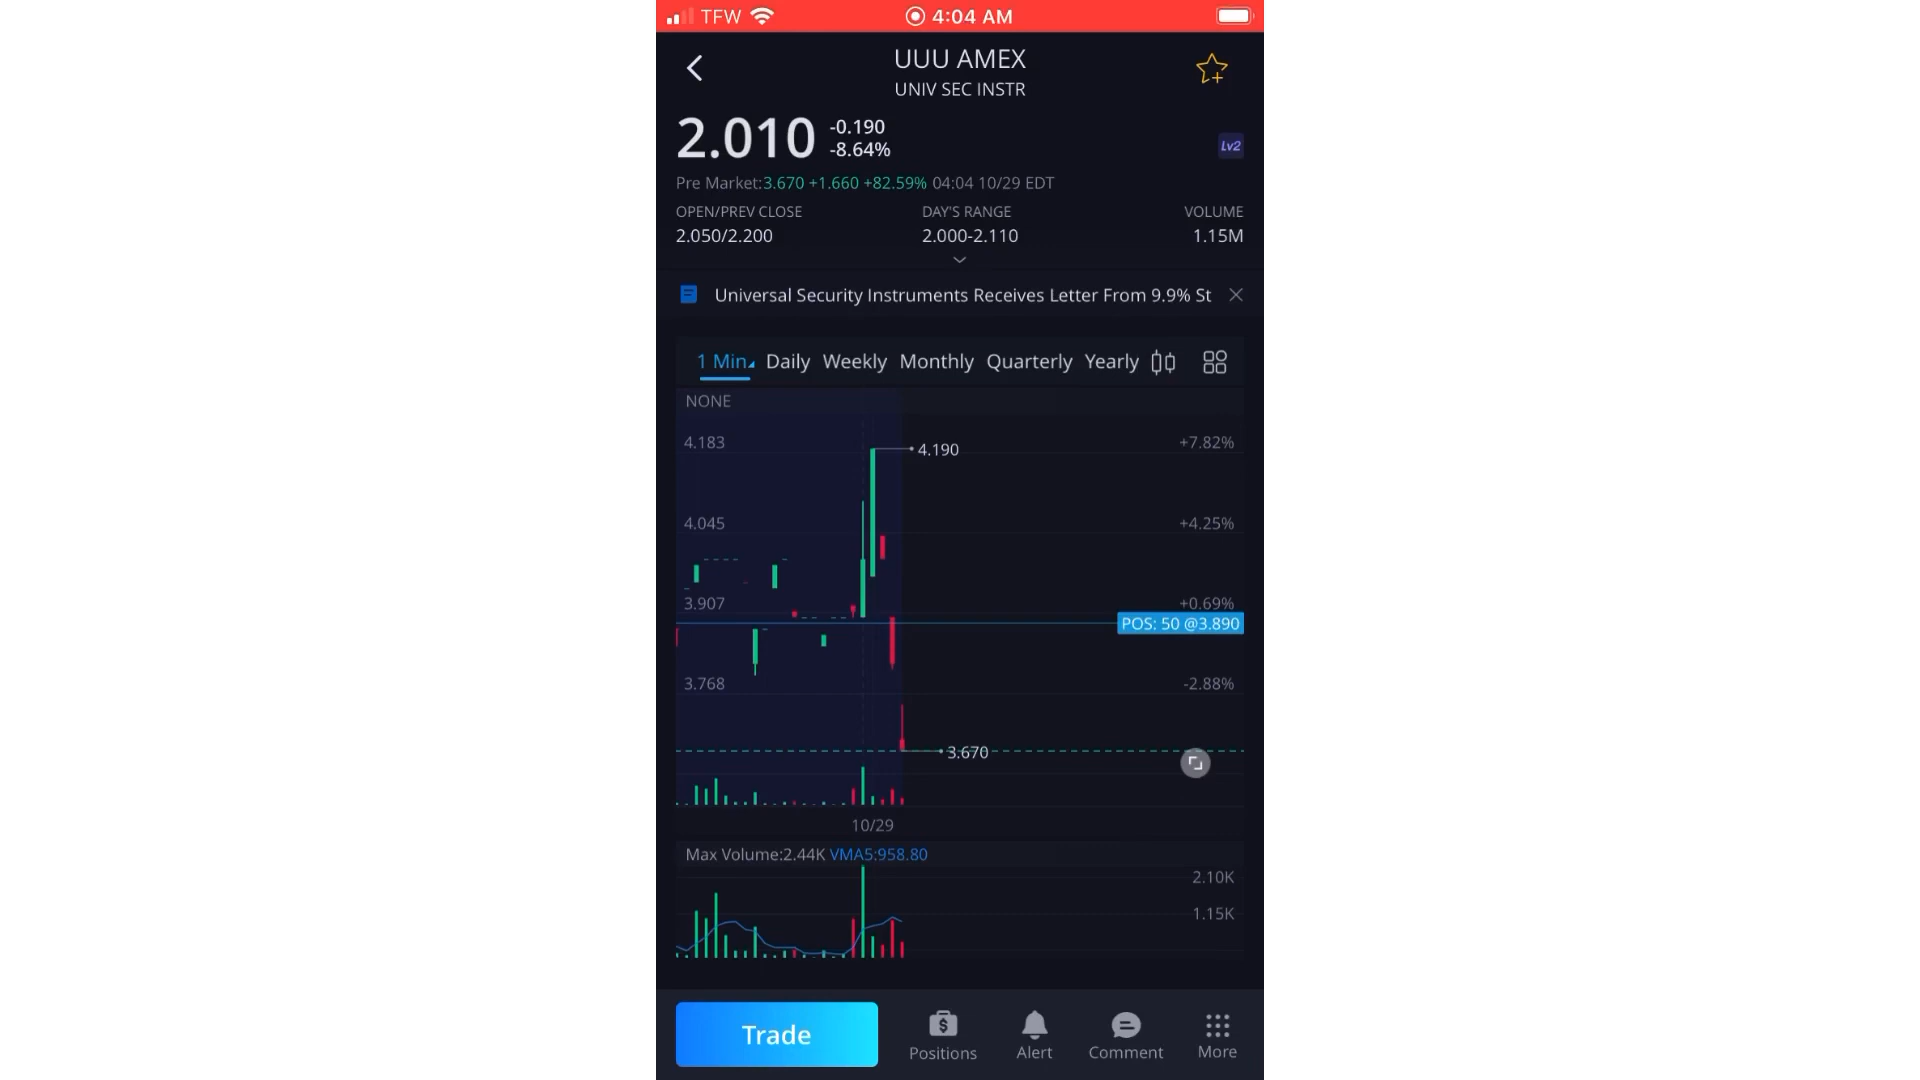 TFW 4:04 AM
UUU AMEX
UNIV SEC INSTR
2.010 -0.190
-8.64%
Lv2
Pre Market:3.670 +1.660 +82.59% 04:04 10/29 EDT
OPEN/PREV CLOSE DAY'S RANGE VOLUME
2.050/2.200 2.000-2.110 1.15M
Universal Security Instruments Receives Letter From 9.9% St
1 Min Daily Weekly Monthly Quarterly Yearly
NONE
4.183 +7.82%
4.190
4.045 +4.25%
3.907 +0.69%
POS: 50 @3.890
3.768 -2.88%
3.670
10/29
Max Volume:2.44K VMA5:958.80
2.10K
1.15K
Trade Positions Alert Comment More